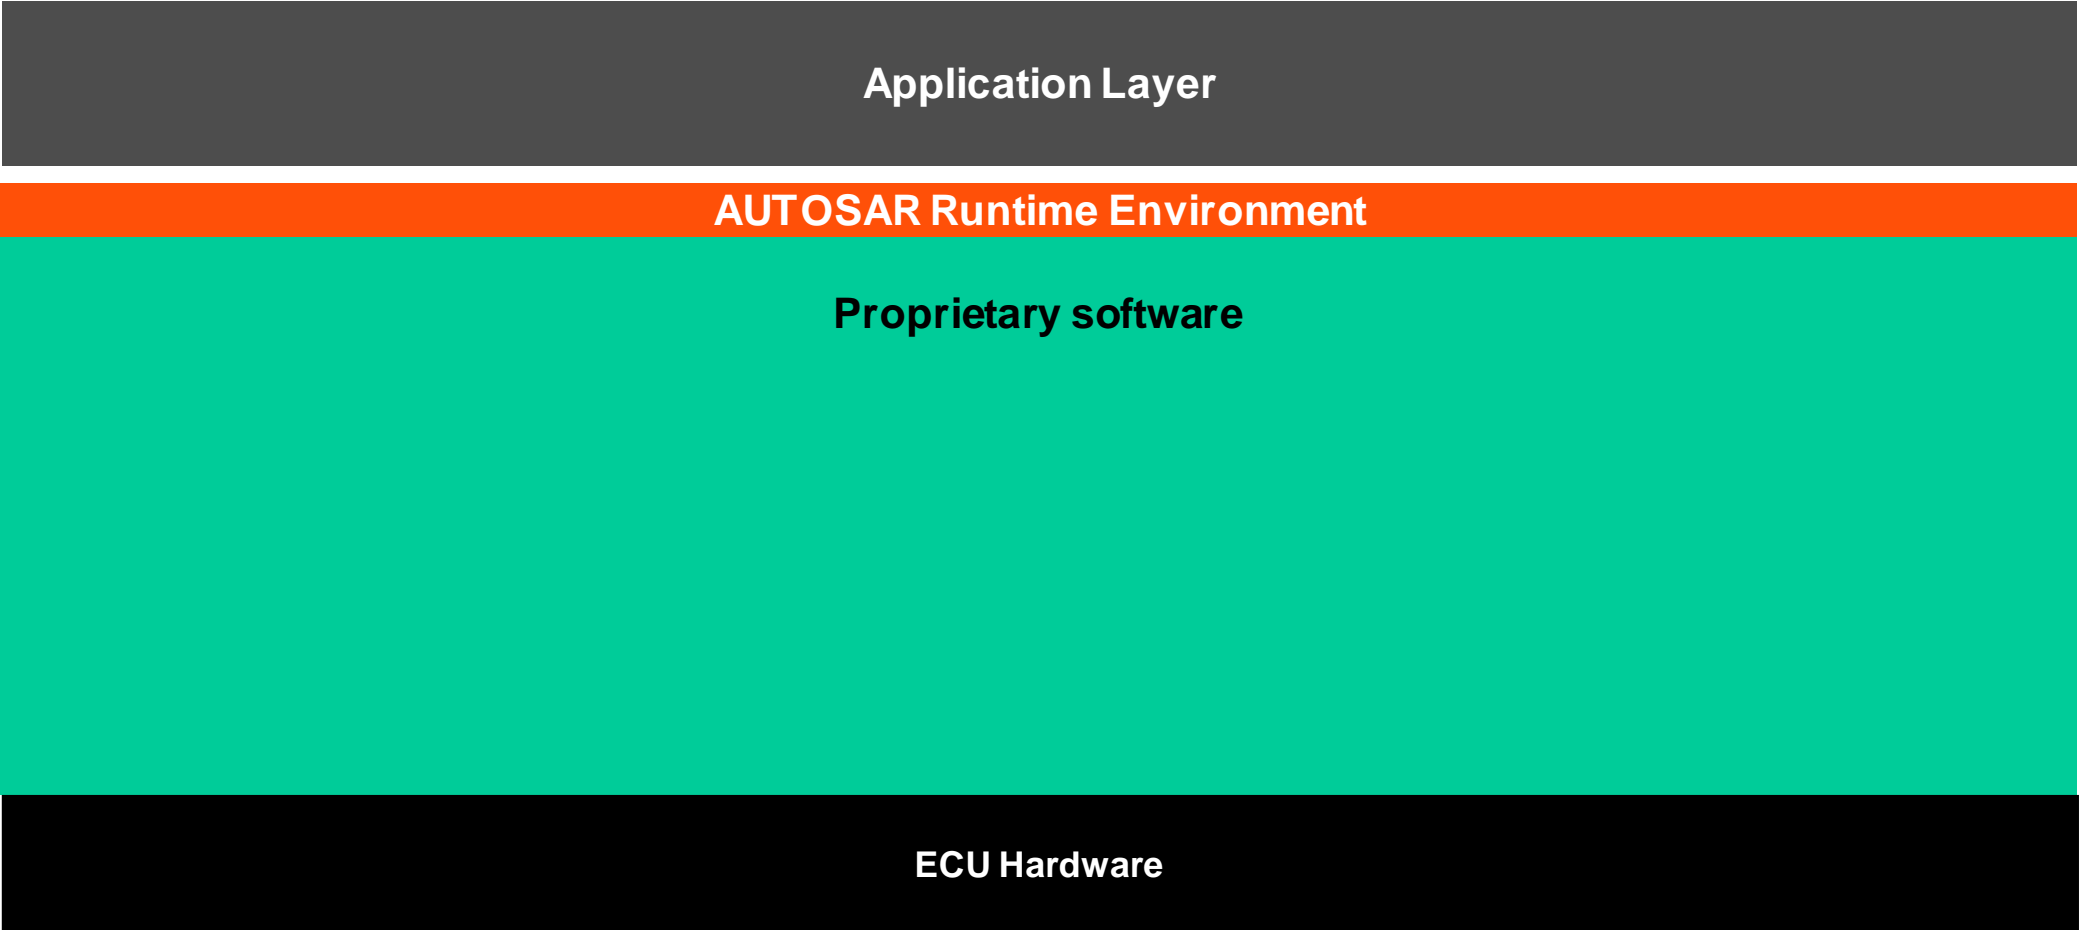 Application Layer
AUTOSAR Runtime Environment
Proprietary software
ECU Hardware